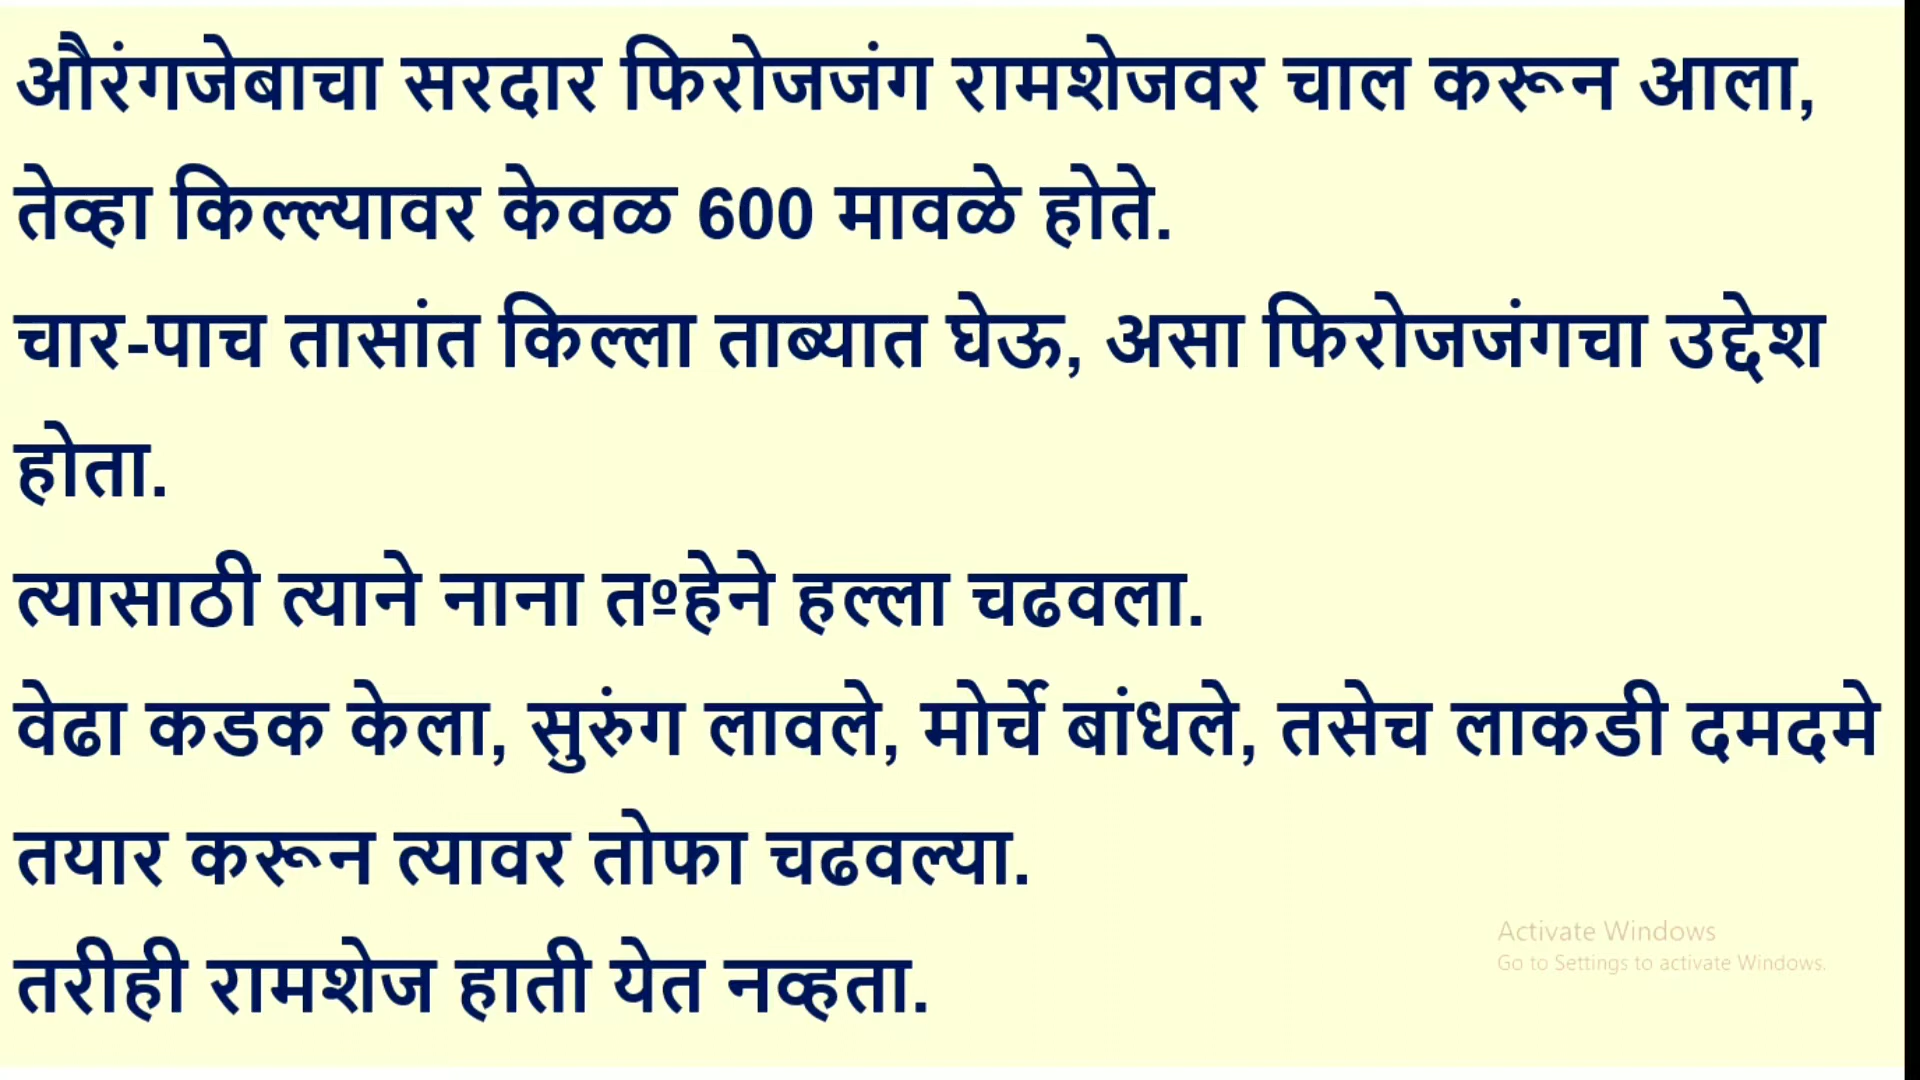 औरंगजेबाचा सरदार फिरोजजंग रामशेजवर चाल करून आला,
तेव्हा किल्ल्यावर केवळ 600 मावळे होते.
चार-पाच तासांत किल्ला ताब्यात घेऊ, असा फिरोजजंगचा उद्देश
होता.
त्यासाठी त्याने नाना तºहेने हल्ला चढवला.
वेढा कडक केला, सुरुंग लावले, मोर्चे बांधले, तसेच लाकडी दमदमे
तयार करून त्यावर तोफा चढवल्या.
तरीही रामशेज हाती येत नव्हता.
Activate Windows
Go to Settings to activate Windows.